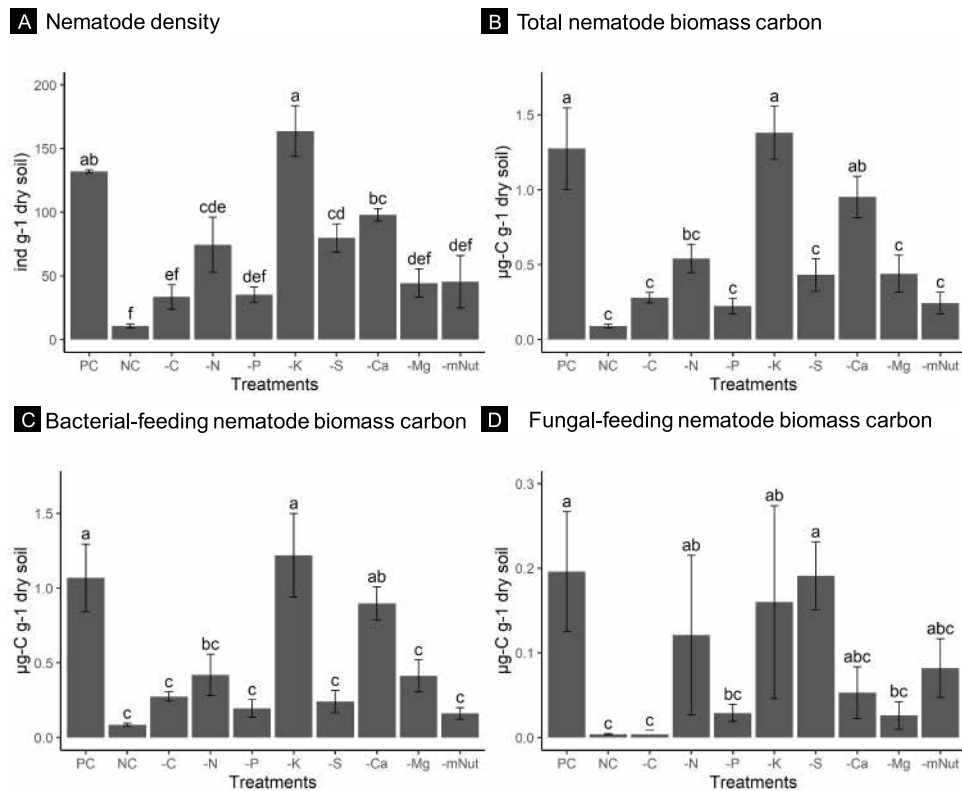 A Nematode density
ind g-1 dry soil)
200
150
100
50
0
ab
f
ef
cde
def
a
cd
bc
def
def
PC NC -C -N -P -K -S -Ca -Mg -mNut
Treatments
B Total nematode biomass carbon
µg-C g-1 dry soil)
1.5
1.0
0.5
0.0
a
c
c
bc
c
a
c
ab
c
c
PC NC -C -N -P -K -S -Ca -Mg -mNut
Treatments
C Bacterial-feeding nematode biomass carbon
µg-C g-1 dry soil
1.5
1.0
0.5
0.0
a
c
c
bc
c
a
c
ab
c
c
PC NC -C -N -P -K -S -Ca -Mg -mNut
Treatments
D Fungal-feeding nematode biomass carbon
µg-C g-1 dry soil
0.3
0.2
0.1
0.0
a
c
c
ab
bc
ab
a
abc
bc
abc
PC NC -C -N -P -K -S -Ca -Mg -mNut
Treatments